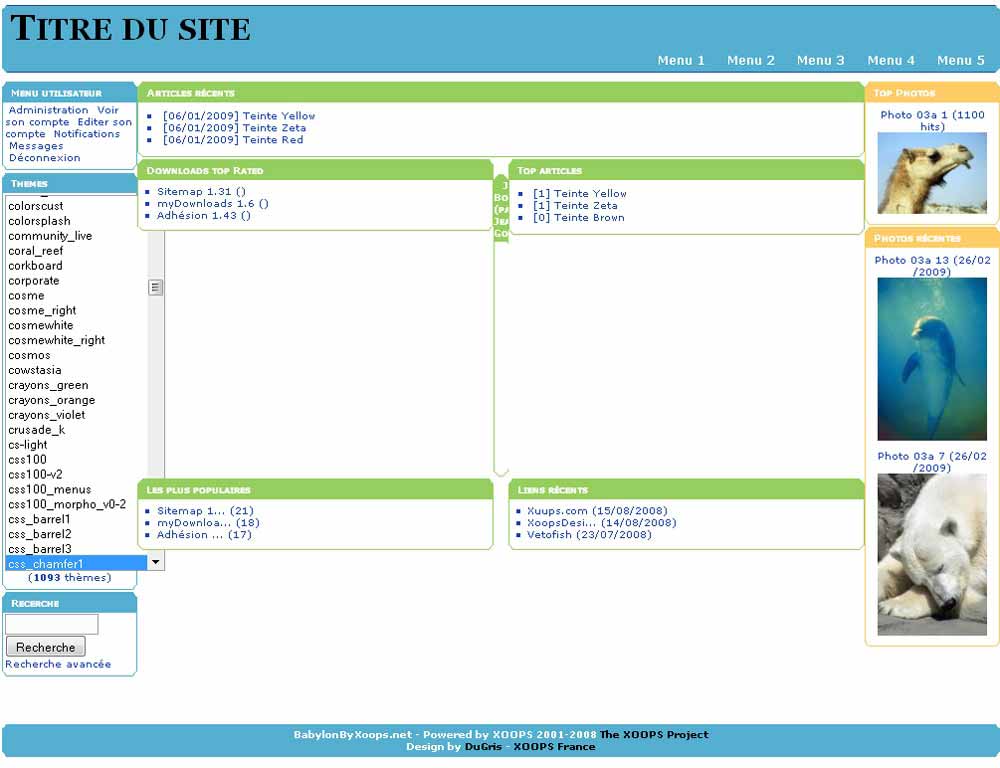 TITRE DU SITE
Menu 1 Menu 2 Menu 3 Menu 4 Menu 5
MENU UTILISATEUR
Administration Voir
son compte Editer son
compte Notifications
Messages
Déconnexion
THEMES
colorscust
colorsplash
community_live
coral_reef
corkboard
corporate
cosme
cosme_right
cosmewhite
cosmewhite_right
cosmos
cowstasia
crayons_green
crayons_orange
crayons_violet
crusade_k
cs-light
css100
css100-v2
css100_menus
css100_morpho_v0-2
css_barrel1
css_barrel2
css_barrel3
css_chamfer1
(1093 thèmes)
RECERCHE
Recherche
Recherche avancée
ARTICLES RÉCENTS
[06/01/2009] Teinte Yellow
[06/01/2009] Teinte Zeta
[06/01/2009] Teinte Red
DOWNLOADS TOP RATED
Sitemap 1.31 ()
myDownloads 1.6 ()
Adhésion 1.43 ()
TOP ARTICLES
[1] Teinte Yellow
[1] Teinte Zeta
[0] Teinte Brown
LES PLUS POPULAIRES
Sitemap 1... (21)
myDownloa... (18)
Adhésion ... (17)
LIENS RÉCENTS
Xuups.com (15/08/2008)
XoopsDesi... (14/08/2008)
Vetofish (23/07/2008)
TOP PHOTOS
Photo 03a 1 (1100
hits)
PHOTOS RÉCENTES
Photo 03a 13 (26/02
/2009)
Photo 03a 7 (26/02
/2009)
BabylonByXoops.net - Powered by XOOPS 2001-2008 The XOOPS Project
Design by DuGris - XOOPS France